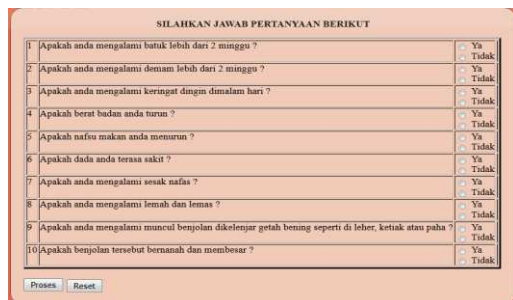 SILAHKAN JAWAB PERTANYAAN BERIKUT
1 Apakah anda mengalami batuk lebih dari 2 minggu ? Ya
Tidak
2 Apakah anda mengalami demam lebih dari 2 minggu ? Ya
Tidak
3 Apakah anda mengalami keringat dingin dimalam hari ? Ya
Tidak
4 Apakah berat badan anda turun ? Ya
Tidak
5 Apakah nafsu makan anda menurun ? Ya
Tidak
6 Apakah dada anda terasa sakit ? Ya
Tidak
7 Apakah anda mengalami sesak nafas ? Ya
Tidak
8 Apakah anda mengalami lemah dan lemas ? Ya
Tidak
9 Apakah anda mengalami muncul benjolan dikelenjar getah bening seperti di leher, ketiak atau paha ? Ya
Tidak
10 Apakah benjolan tersebut bernanah dan membesar ? Ya
Tidak
Proses Reset